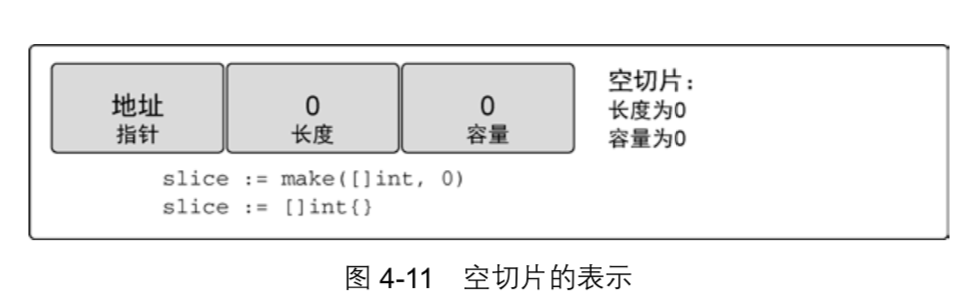 地址
指针
0
长度
0
容量
空切片：
长度为0
容量为0
slice := make([]int, 0)
slice := []int{}
图 4-11 空切片的表示